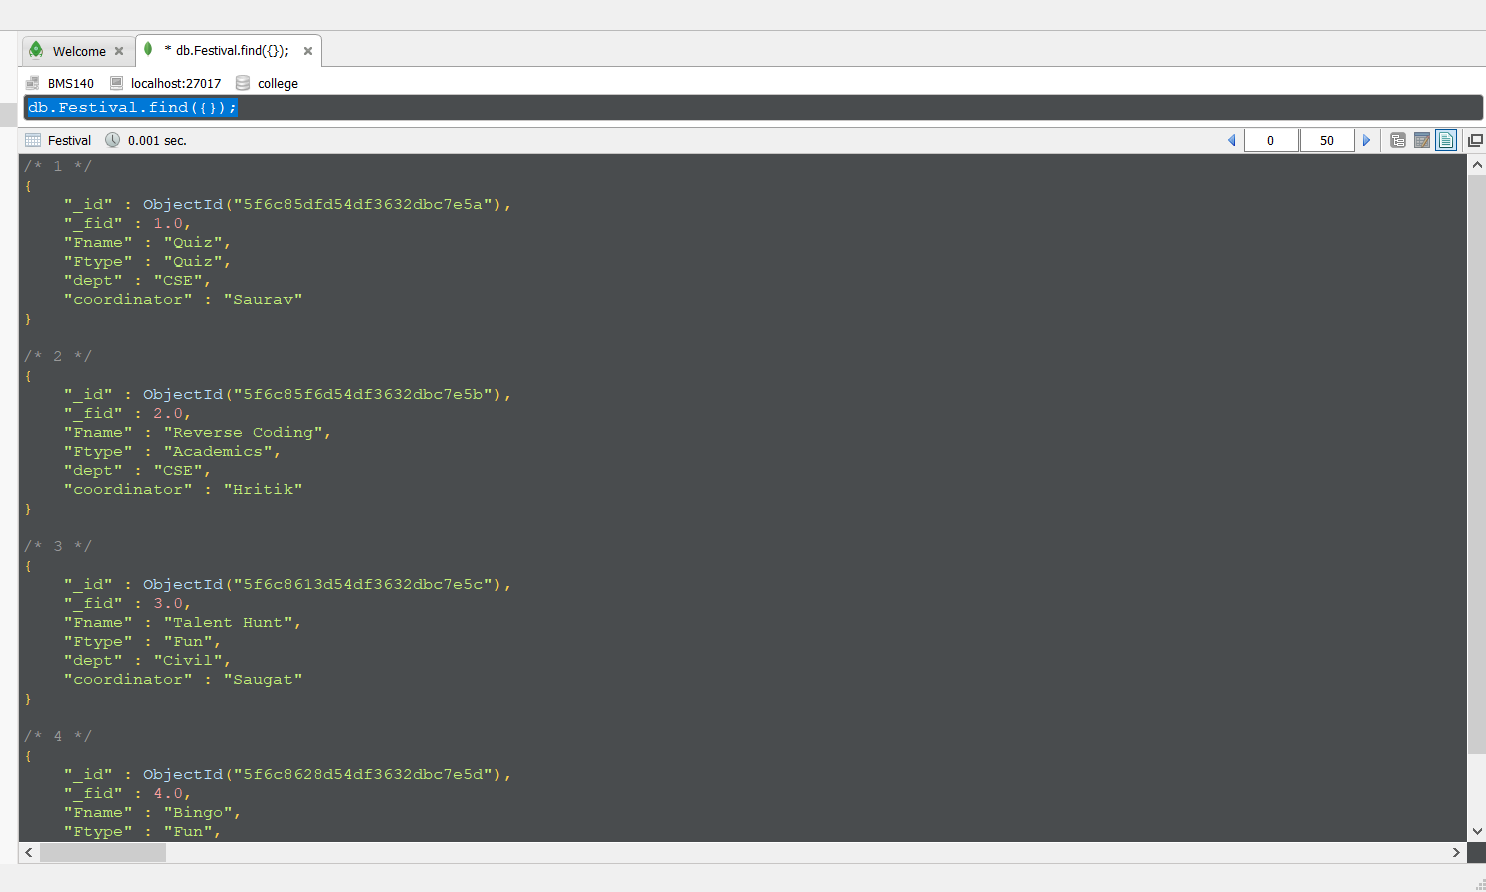 Welcome
* db.Festival.find({});
BMS140 localhost:27017 college
db.Festival.find({});
Festival 0.001 sec. 0 50
/* 1 */
{
    "_id" : ObjectId("5f6c85dfd54df3632dbc7e5a"),
    "_fid" : 1.0,
    "Fname" : "Quiz",
    "Ftype" : "Quiz",
    "dept" : "CSE",
    "coordinator" : "Saurav"
}
/* 2 */
{
    "_id" : ObjectId("5f6c85f6d54df3632dbc7e5b"),
    "_fid" : 2.0,
    "Fname" : "Reverse Coding",
    "Ftype" : "Academics",
    "dept" : "CSE",
    "coordinator" : "Hritik"
}
/* 3 */
{
    "_id" : ObjectId("5f6c8613d54df3632dbc7e5c"),
    "_fid" : 3.0,
    "Fname" : "Talent Hunt",
    "Ftype" : "Fun",
    "dept" : "Civil",
    "coordinator" : "Saugat"
}
/* 4 */
{
    "_id" : ObjectId("5f6c8628d54df3632dbc7e5d"),
    "_fid" : 4.0,
    "Fname" : "Bingo",
    "Ftype" : "Fun",